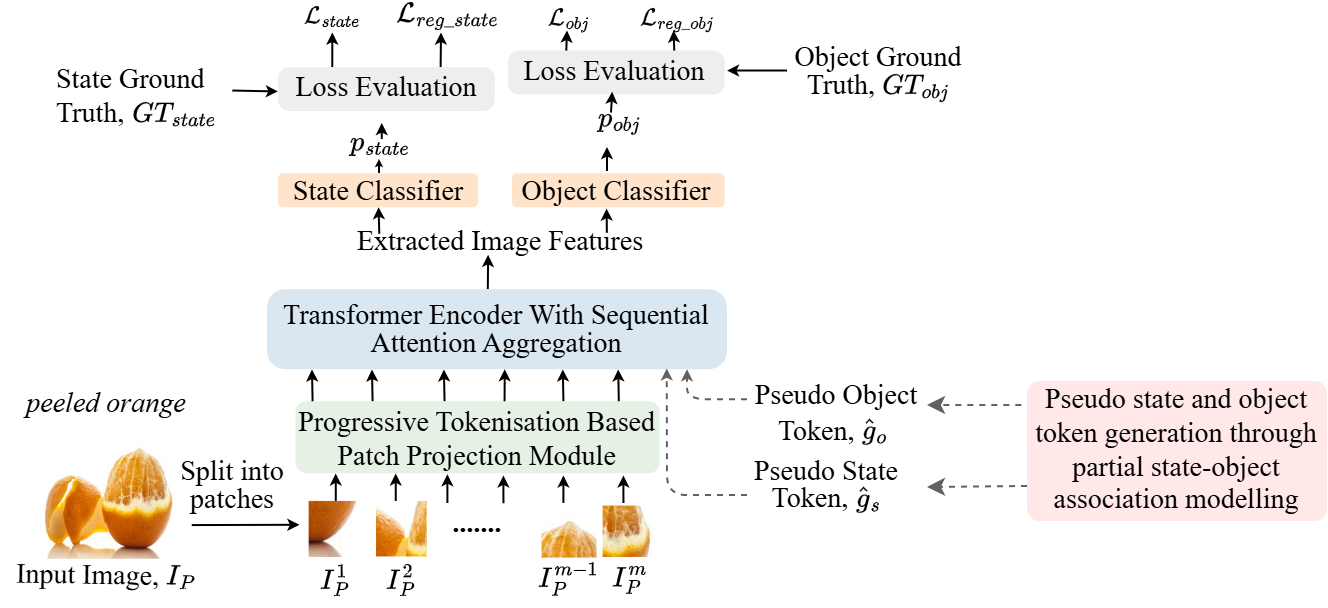 $\mathcal{L}_{state}$ $\mathcal{L}_{reg\_state}$ $\mathcal{L}_{obj}$ $\mathcal{L}_{reg\_obj}$
State Ground
Truth, $GT_{state}$
Loss Evaluation
Loss Evaluation
Object Ground
Truth, $GT_{obj}$
$p_{state}$
$p_{obj}$
State Classifier
Object Classifier
Extracted Image Features
Transformer Encoder With Sequential
Attention Aggregation
peeled orange
Progressive Tokenisation Based
Patch Projection Module
Pseudo Object
Token, $\hat{g}_o$
Pseudo State
Token, $\hat{g}_s$
Pseudo state and object
token generation through
partial state-object
association modelling
Split into
patches
.......
Input Image, $I_P$
$I_P^1$ $I_P^2$ $I_P^{m-1}$ $I_P^m$